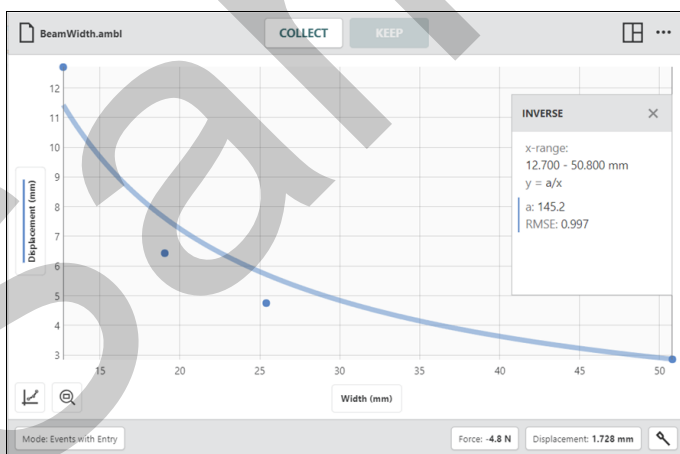 BeamWidth.ambl
COLLECT
KEEP
•••
12
11
10
9
8
7
6
5
4
3
Displacement (mm)
INVERSE
x-range:
12.700 - 50.800 mm
y = a/x
a: 145.2
RMSE: 0.997
15 20 25 30 35 40 45 50
Width (mm)
Mode: Events with Entry
Force: -4.8 N
Displacement: 1.728 mm